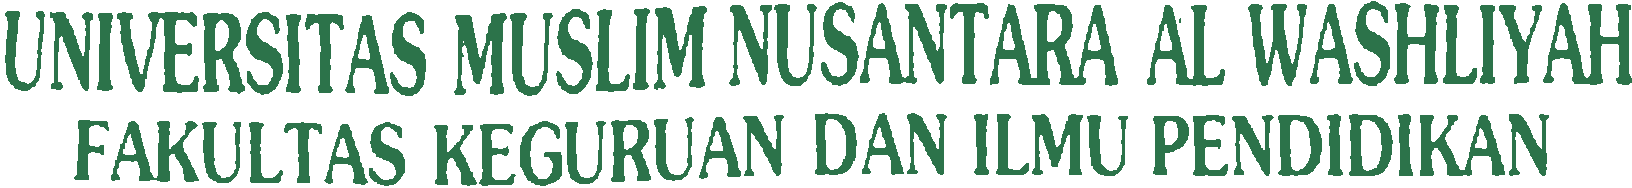 UNIVERSITAS MUSLIM NUSANTARA AL WASHLIYAH
FAKULTAS KEGURUAN DAN ILMU PENDIDIKAN